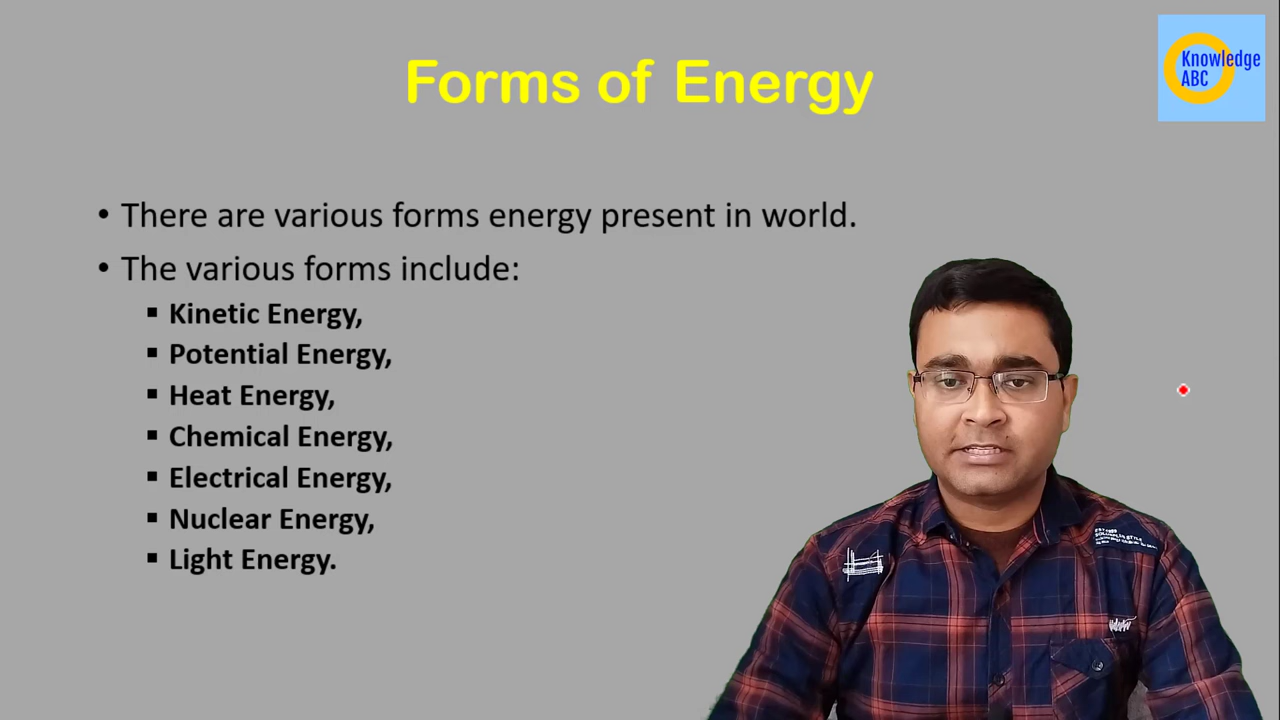 Forms of Energy
Knowledge
ABC
• There are various forms energy present in world.
• The various forms include:
▪ Kinetic Energy,
▪ Potential Energy,
▪ Heat Energy,
▪ Chemical Energy,
▪ Electrical Energy,
▪ Nuclear Energy,
▪ Light Energy.